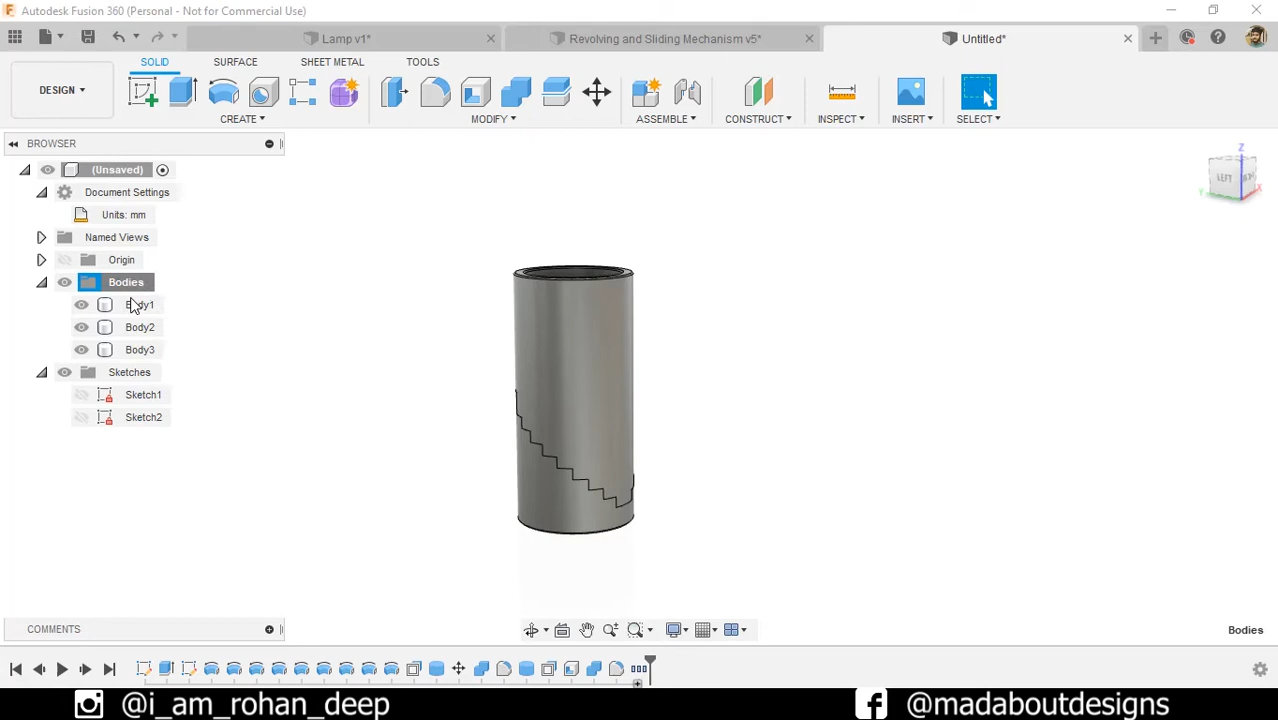 Autodesk Fusion 360 (Personal - Not for Commercial Use)
Lamp v1*
Revolving and Sliding Mechanism v5*
Untitled*
SOLID
SURFACE
SHEET METAL
TOOLS
DESIGN
CREATE
MODIFY
ASSEMBLE
CONSTRUCT
INSPECT
INSERT
SELECT
BROWSER
(Unsaved)
Document Settings
Units: mm
Named Views
Origin
Bodies
Body1
Body2
Body3
Sketches
Sketch1
Sketch2
Z
LEFT
Y
X
COMMENTS
Bodies
@i_am_rohan_deep
@madaboutdesigns